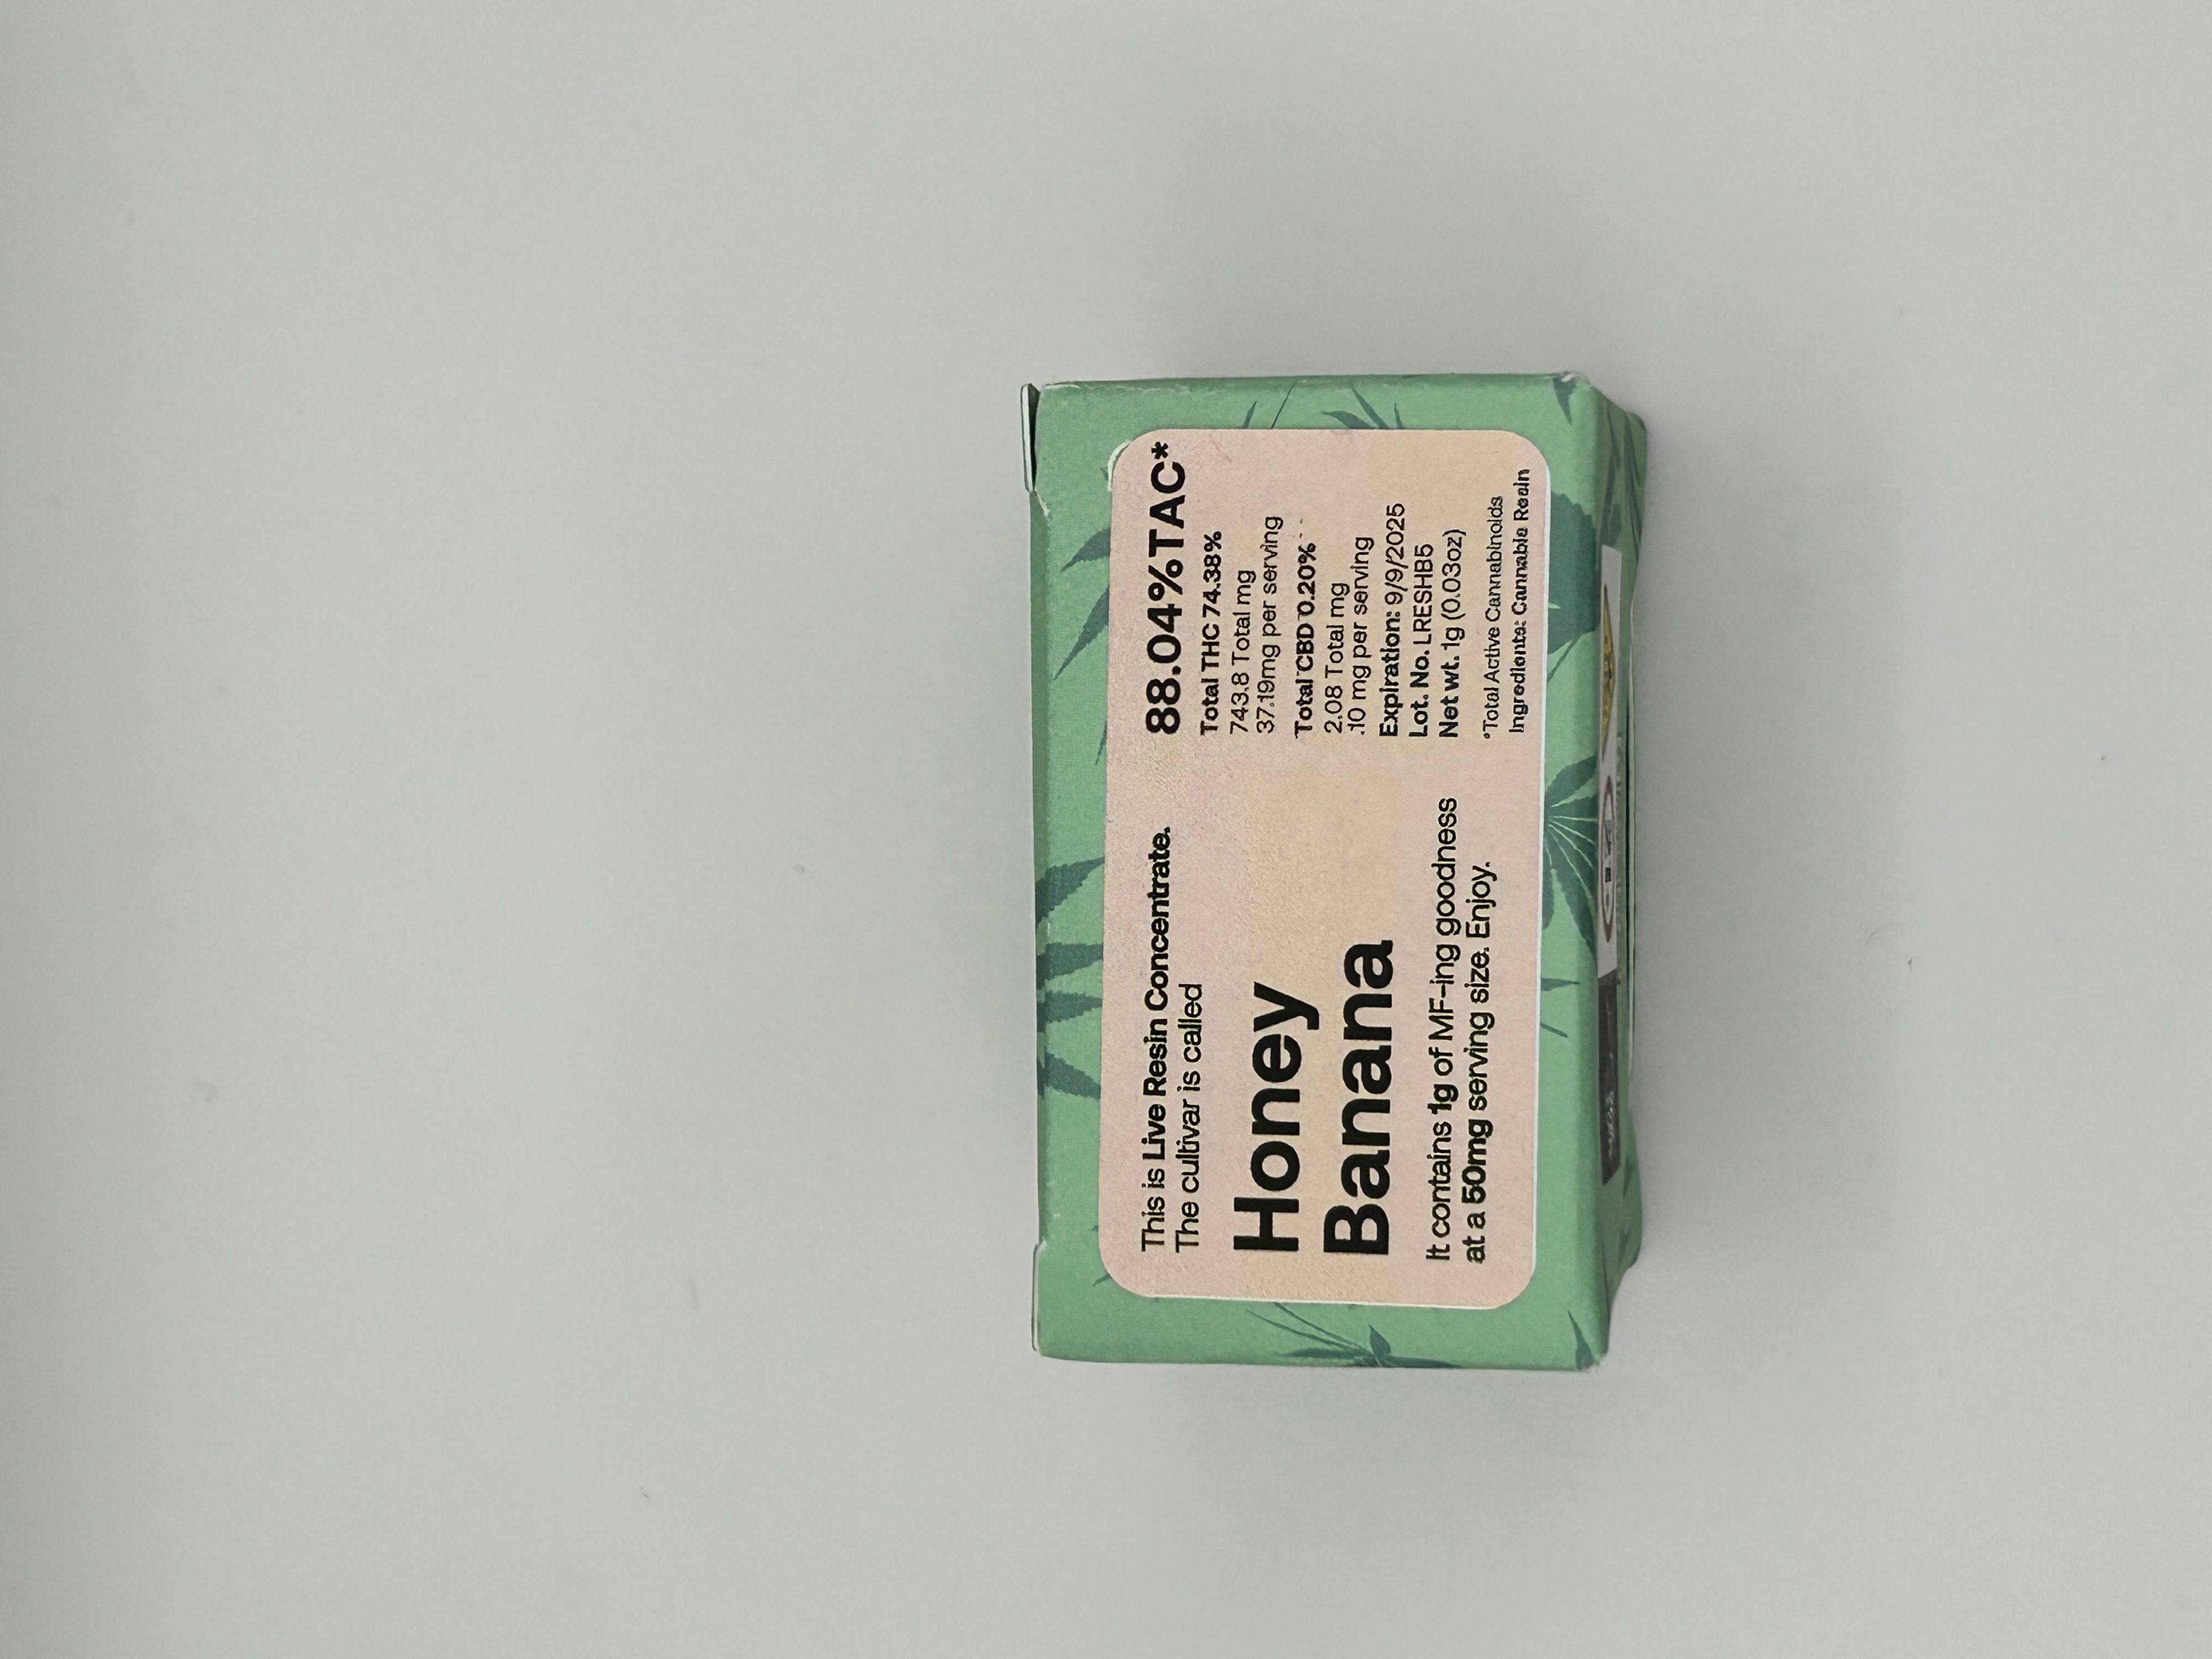 This is Live Resin Concentrate.
The cultivar is called
Honey
Banana
It contains 1g of MF-ing goodness
at a 50mg serving size. Enjoy.
88.04%TAC*
Total THC 74.38%
743.8 Total mg
37.19mg per serving
Total CBD 0.20%
2.08 Total mg
.10 mg per serving
Expiration: 9/9/2025
Lot. No. LRESHB5
Net wt. 1g (0.03oz)
*Total Active Cannabinoids
Ingredients: Cannabis Resin